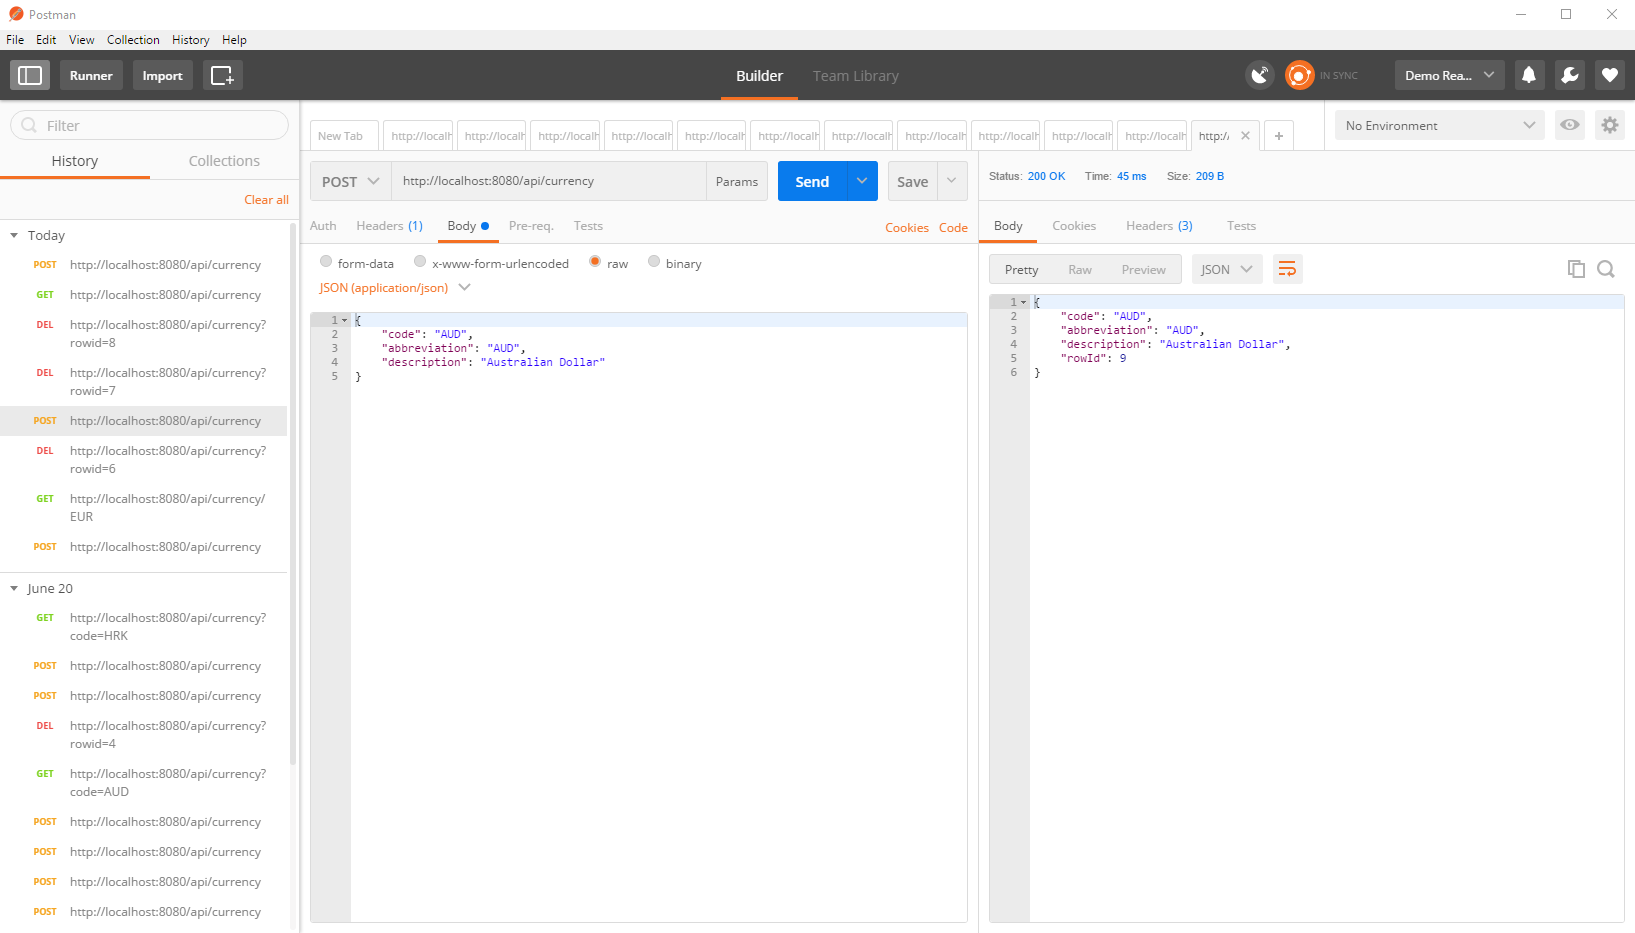 Postman
File Edit View Collection History Help
Runner Import Builder Team Library IN SYNC Demo Rea...
Filter
History Collections
Clear all
Today
POST http://localhost:8080/api/currency
GET http://localhost:8080/api/currency
DEL http://localhost:8080/api/currency?
rowid=8
DEL http://localhost:8080/api/currency?
rowid=7
POST http://localhost:8080/api/currency
DEL http://localhost:8080/api/currency?
rowid=6
GET http://localhost:8080/api/currency/
EUR
POST http://localhost:8080/api/currency
June 20
GET http://localhost:8080/api/currency?
code=HRK
POST http://localhost:8080/api/currency
POST http://localhost:8080/api/currency
DEL http://localhost:8080/api/currency?
rowid=4
GET http://localhost:8080/api/currency?
code=AUD
POST http://localhost:8080/api/currency
POST http://localhost:8080/api/currency
POST http://localhost:8080/api/currency
POST http://localhost:8080/api/currency
New Tab http://localh http://localh http://localh http://localh http://localh http://localh http://localh http://localh http://localh http://localh http://localh http:/
No Environment
POST http://localhost:8080/api/currency Params Send Save
Auth Headers (1) Body Pre-req. Tests Cookies Code
form-data x-www-form-urlencoded raw binary
JSON (application/json)
1 {
2 "code": "AUD",
3 "abbreviation": "AUD",
4 "description": "Australian Dollar"
5 }
Status: 200 OK Time: 45 ms Size: 209 B
Body Cookies Headers (3) Tests
Pretty Raw Preview JSON
1 {
2 "code": "AUD",
3 "abbreviation": "AUD",
4 "description": "Australian Dollar",
5 "rowId": 9
6 }